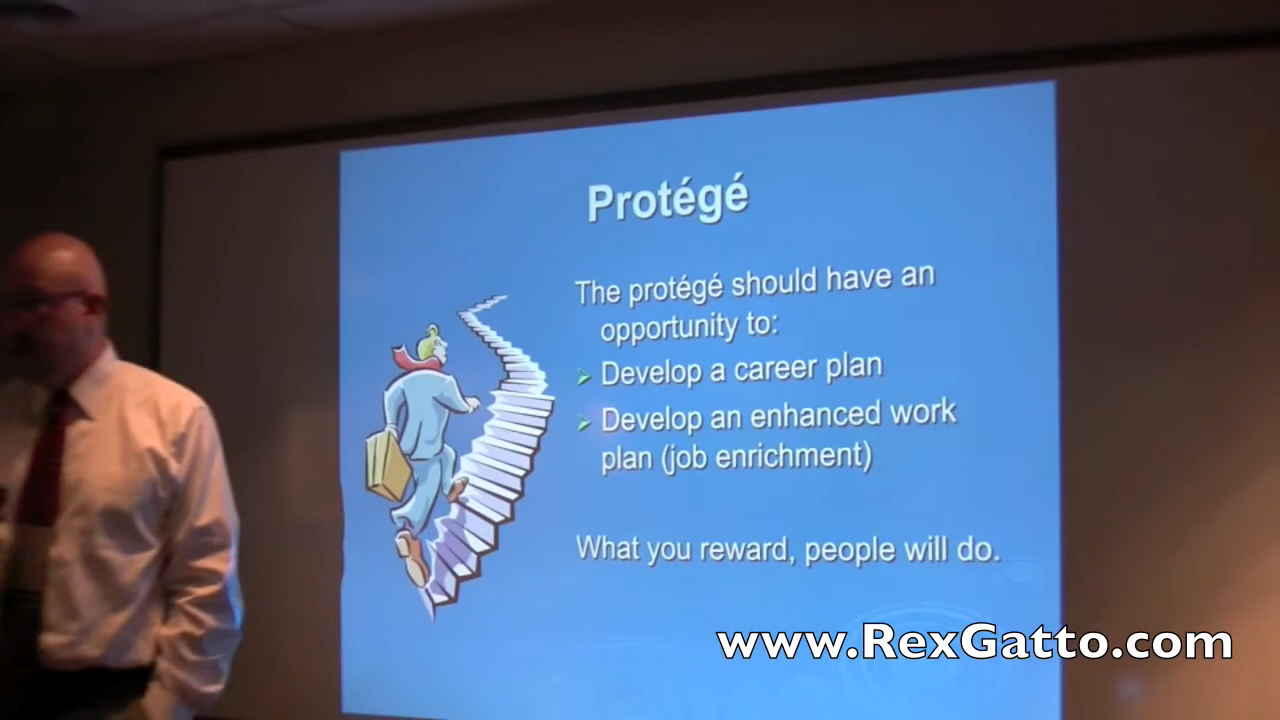 Protégé
The protégé should have an
opportunity to:
Develop a career plan
Develop an enhanced work
plan (job enrichment)
What you reward, people will do.
www.RexGatto.com